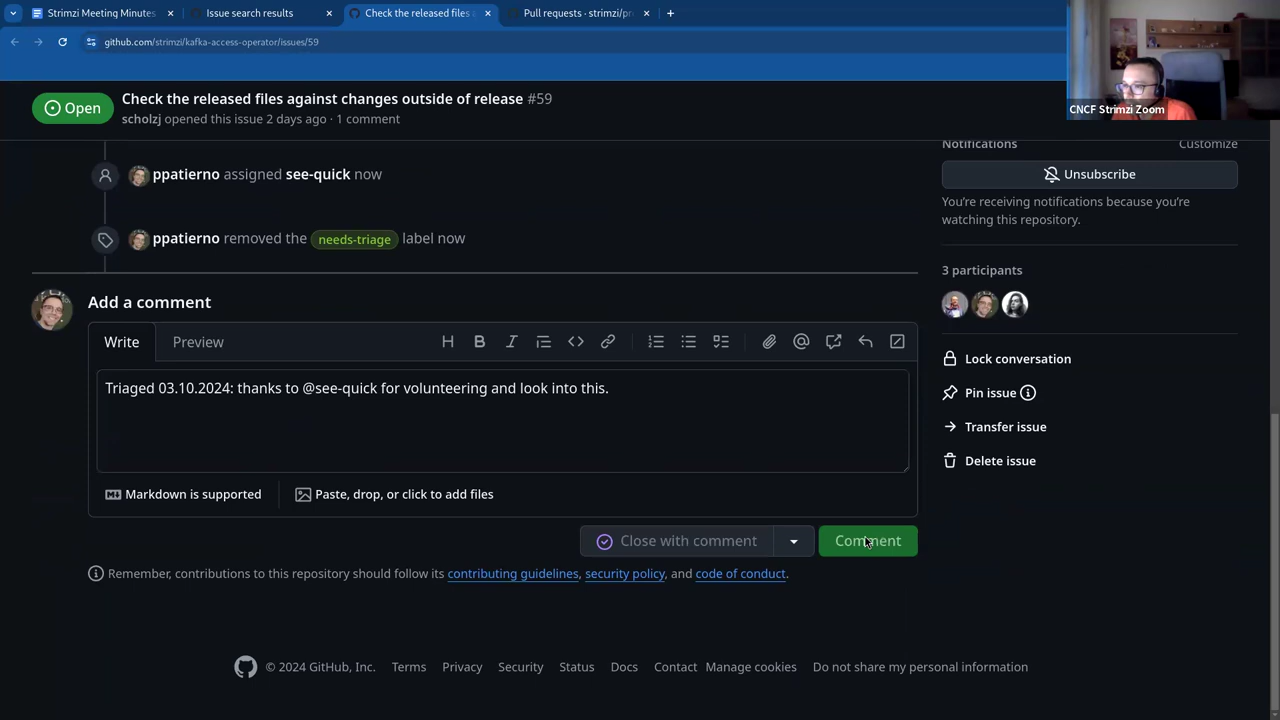 Strimzi Meeting Minutes
Issue search results
Check the released files
Pull requests · strimzi/pr
github.com/strimzi/kafka-access-operator/issues/59
CNCF Strimzi Zoom
Open
Check the released files against changes outside of release #59
scholzj opened this issue 2 days ago · 1 comment
ppatierno assigned see-quick now
ppatierno removed the needs-triage label now
Add a comment
Write
Preview
Triaged 03.10.2024: thanks to @see-quick for volunteering and look into this.
Markdown is supported
Paste, drop, or click to add files
Close with comment
Comment
Remember, contributions to this repository should follow its contributing guidelines, security policy, and code of conduct.
Notifications
Customize
Unsubscribe
You're receiving notifications because you're
watching this repository.
3 participants
Lock conversation
Pin issue
Transfer issue
Delete issue
© 2024 GitHub, Inc.
Terms
Privacy
Security
Status
Docs
Contact
Manage cookies
Do not share my personal information